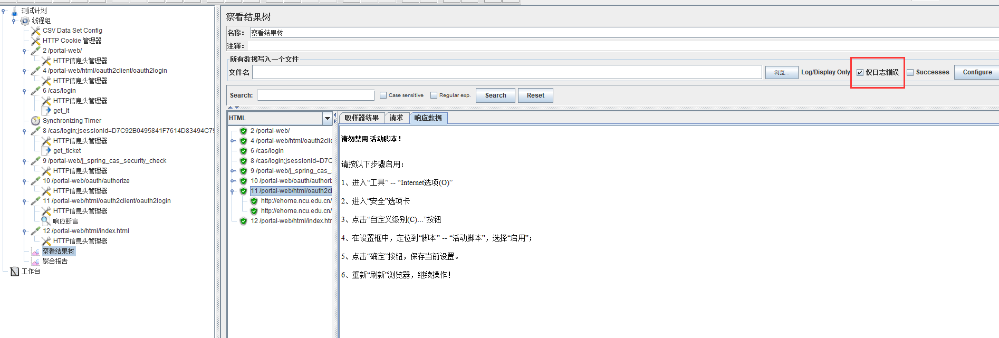 测试计划
线程组
CSV Data Set Config
HTTP Cookie 管理器
2 /portal-web/
HTTP信息头管理器
4 /portal-web/html/oauth2client/oauth2login
HTTP信息头管理器
6 /cas/login
HTTP信息头管理器
get_lt
Synchronizing Timer
8 /cas/login;jsessionid=D7C92B0495841F7614D83494C79
HTTP信息头管理器
get_ticket
9 /portal-web/j_spring_cas_security_check
HTTP信息头管理器
10 /portal-web/oauth/authorize
HTTP信息头管理器
11 /portal-web/html/oauth2client/oauth2login
HTTP信息头管理器
响应断言
12 /portal-web/html/index.html
HTTP信息头管理器
察看结果树
聚合报告
工作台
察看结果树
名称： 察看结果树
注释：
所有数据写入一个文件
文件名 浏览... Log/Display Only 仅日志错误 Successes Configure
Search: Case sensitive Regular exp. Search Reset
HTML
取样器结果 请求 响应数据
2 /portal-web/
4 /portal-web/html/oauth2clie
6 /cas/login
8 /cas/login;jsessionid=D7C
9 /portal-web/j_spring_cas_
10 /portal-web/oauth/authori
11 /portal-web/html/oauth2cl
http://ehome.ncu.edu.cn/
http://ehome.ncu.edu.cn/
12 /portal-web/html/index.htm
请勿禁用 活动脚本！
请按以下步骤启用：
1、进入“工具” -- “Internet选项(O)”
2、进入“安全”选项卡
3、点击“自定义级别(C)...”按钮
4、在设置框中，定位到“脚本” -- “活动脚本”，选择“启用”；
5、点击“确定”按钮，保存当前设置。
6、重新“刷新”浏览器，继续操作！